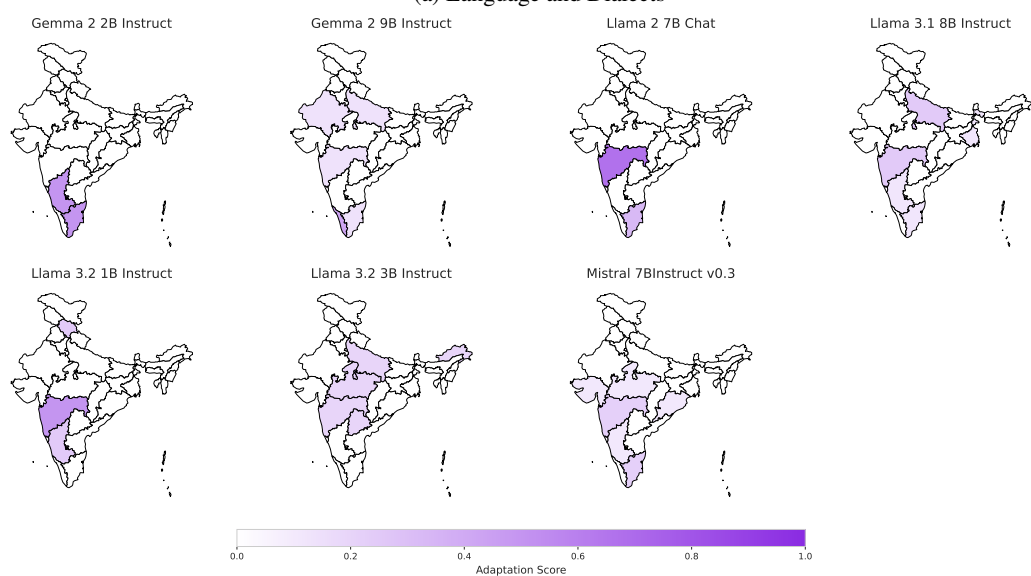 (a) Language and Dialects
Gemma 2 2B Instruct
Gemma 2 9B Instruct
Llama 2 7B Chat
Llama 3.1 8B Instruct
Llama 3.2 1B Instruct
Llama 3.2 3B Instruct
Mistral 7BInstruct v0.3
0.0 0.2 0.4 0.6 0.8 1.0
Adaptation Score